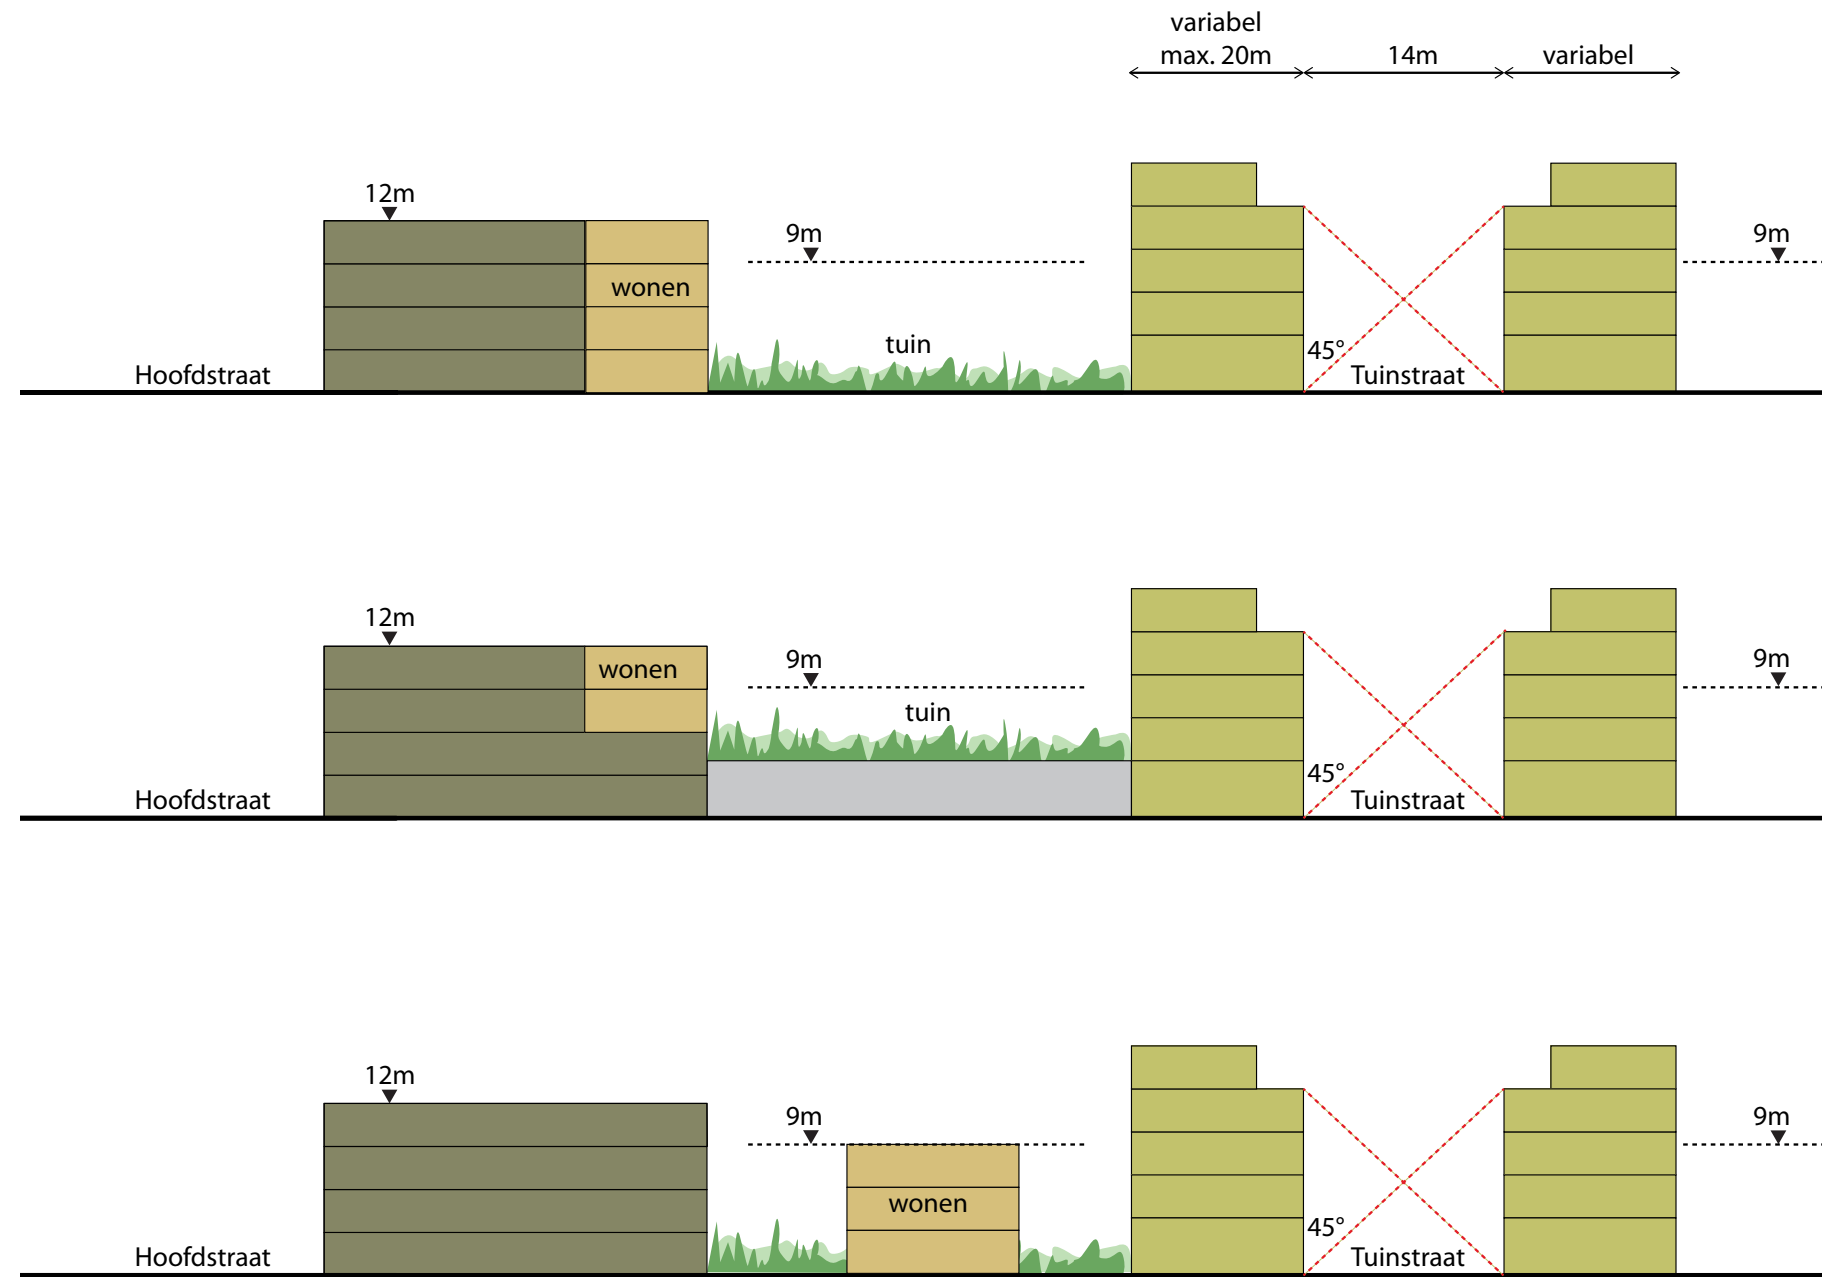 variabel
max. 20m
14m
variabel
12m
9m
9m
wonen
tuin
45°
Hoofdstraat
Tuinstraat
12m
9m
9m
wonen
tuin
45°
Hoofdstraat
Tuinstraat
12m
9m
9m
wonen
45°
Hoofdstraat
Tuinstraat